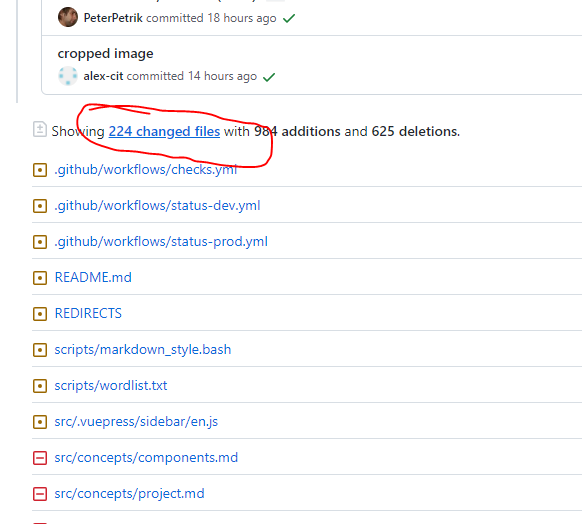 PeterPetrik committed 18 hours ago
cropped image
alex-cit committed 14 hours ago
Showing 224 changed files with 984 additions and 625 deletions.
.github/workflows/checks.yml
.github/workflows/status-dev.yml
.github/workflows/status-prod.yml
README.md
REDIRECTS
scripts/markdown_style.bash
scripts/wordlist.txt
src/.vuepress/sidebar/en.js
src/concepts/components.md
src/concepts/project.md